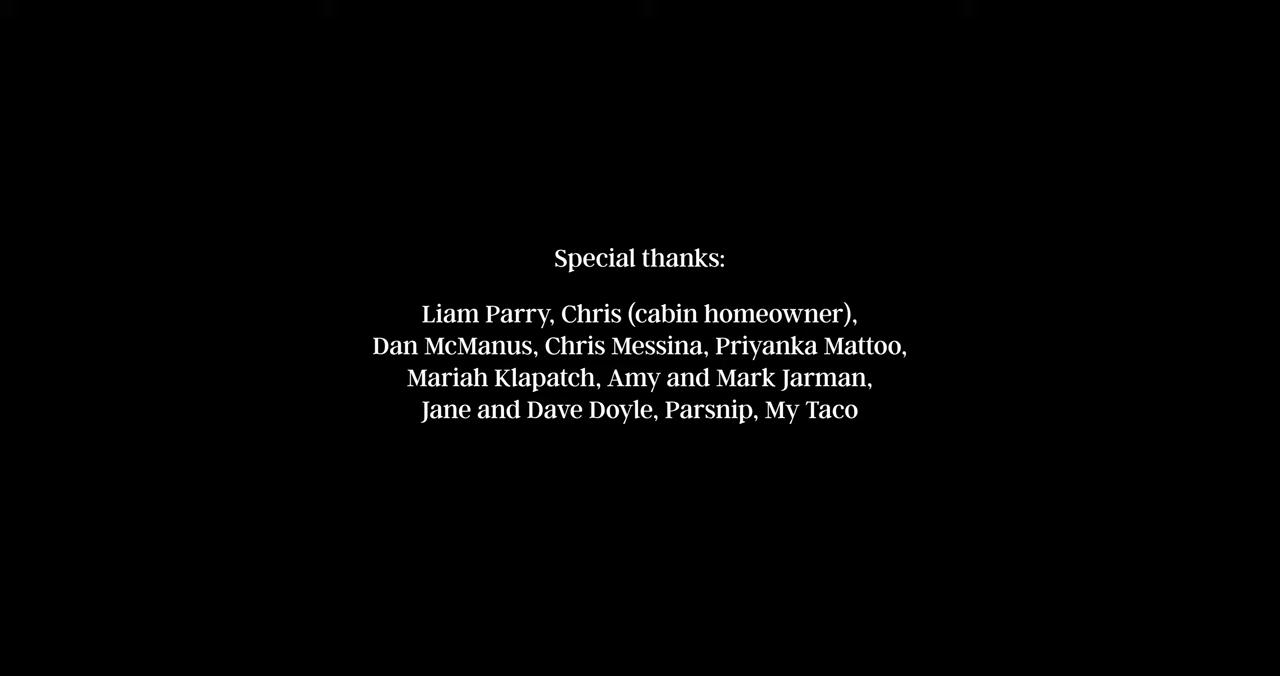 Special thanks:
Liam Parry, Chris (cabin homeowner),
Dan McManus, Chris Messina, Priyanka Mattoo,
Mariah Klapatch, Amy and Mark Jarman,
Jane and Dave Doyle, Parsnip, My Taco